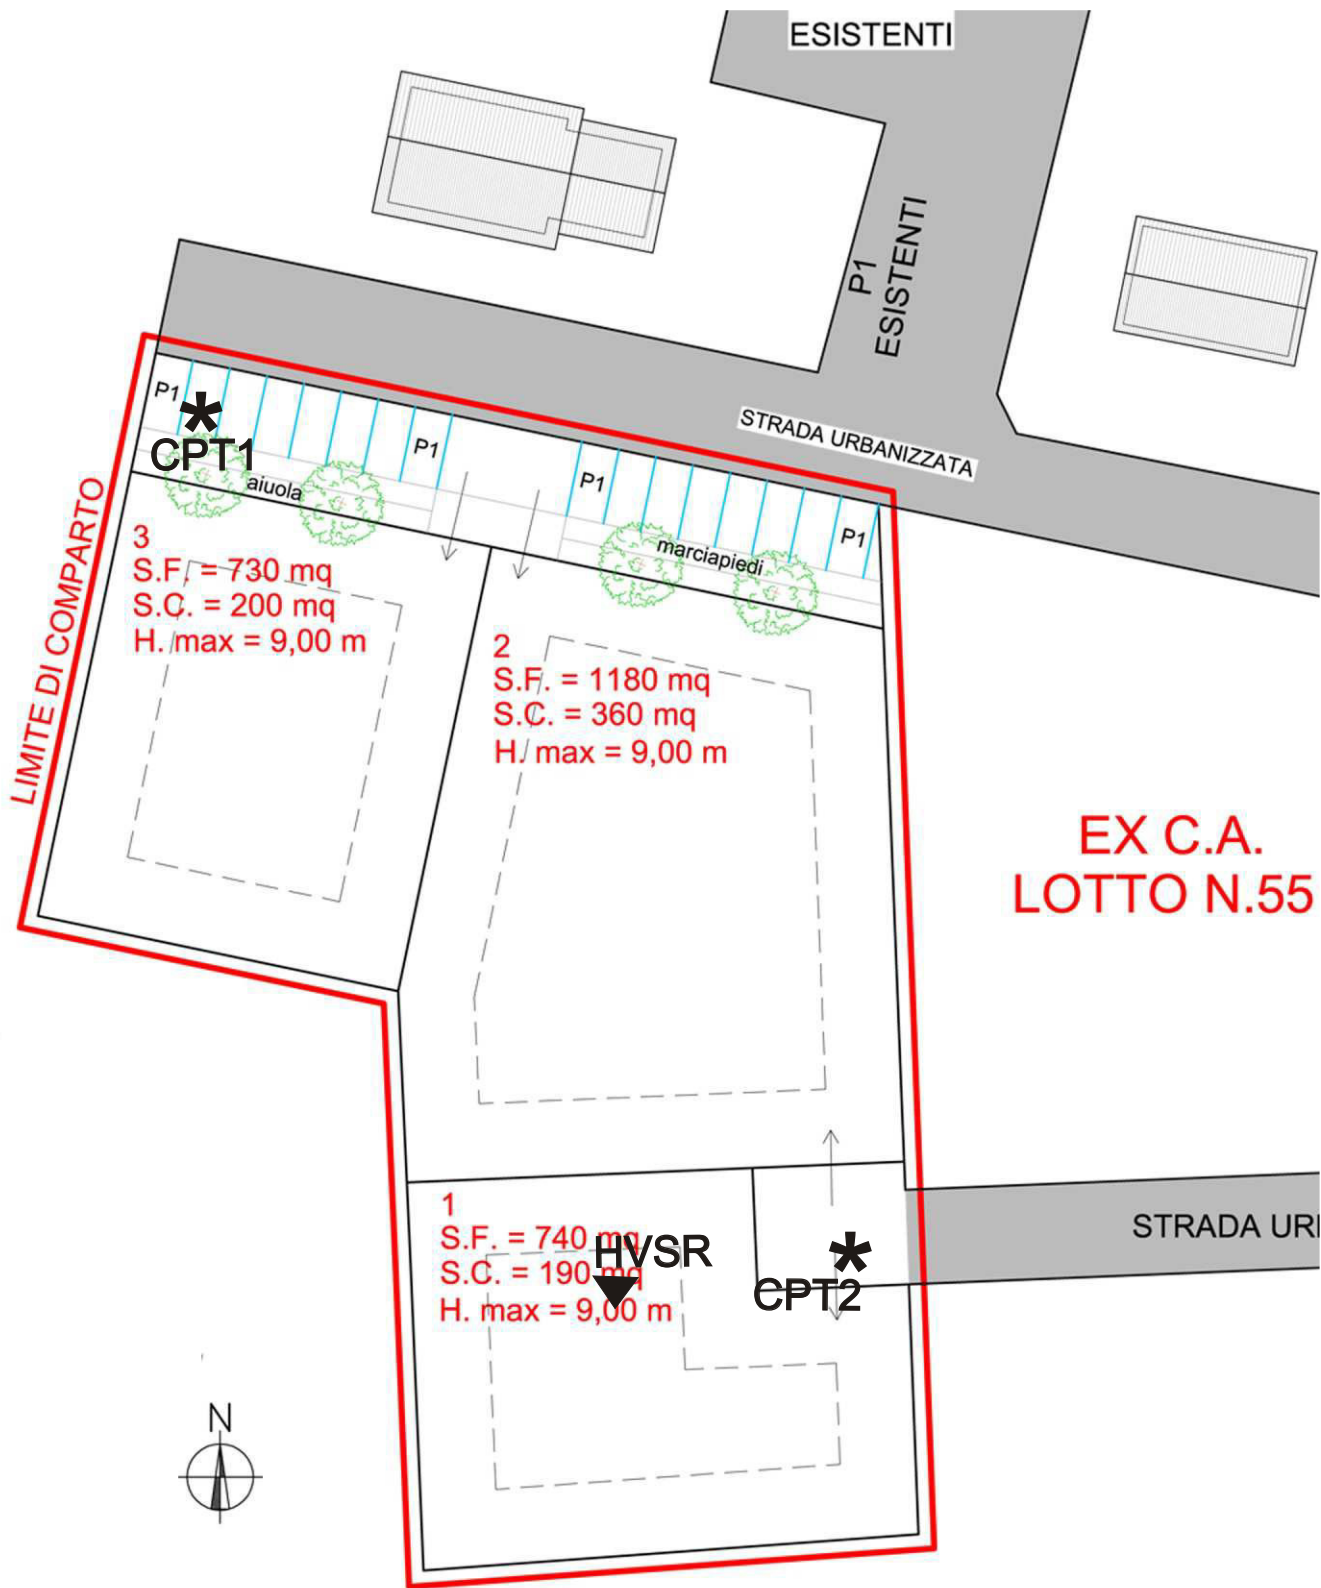 ESISTENTI
P1
ESISTENTI
STRADA URBANIZZATA
P1
CPT1
aiuola
P1
P1
marciapiedi
P1
LIMITE DI COMPARTO
3
S.F. = 730 mq
S.C. = 200 mq
H. max = 9,00 m
2
S.F. = 1180 mq
S.C. = 360 mq
H. max = 9,00 m
EX C.A.
LOTTO N.55
1
S.F. = 740 mq
S.C. = 190 mq
H. max = 9,00 m
HVSR
CPT2
STRADA UR
N